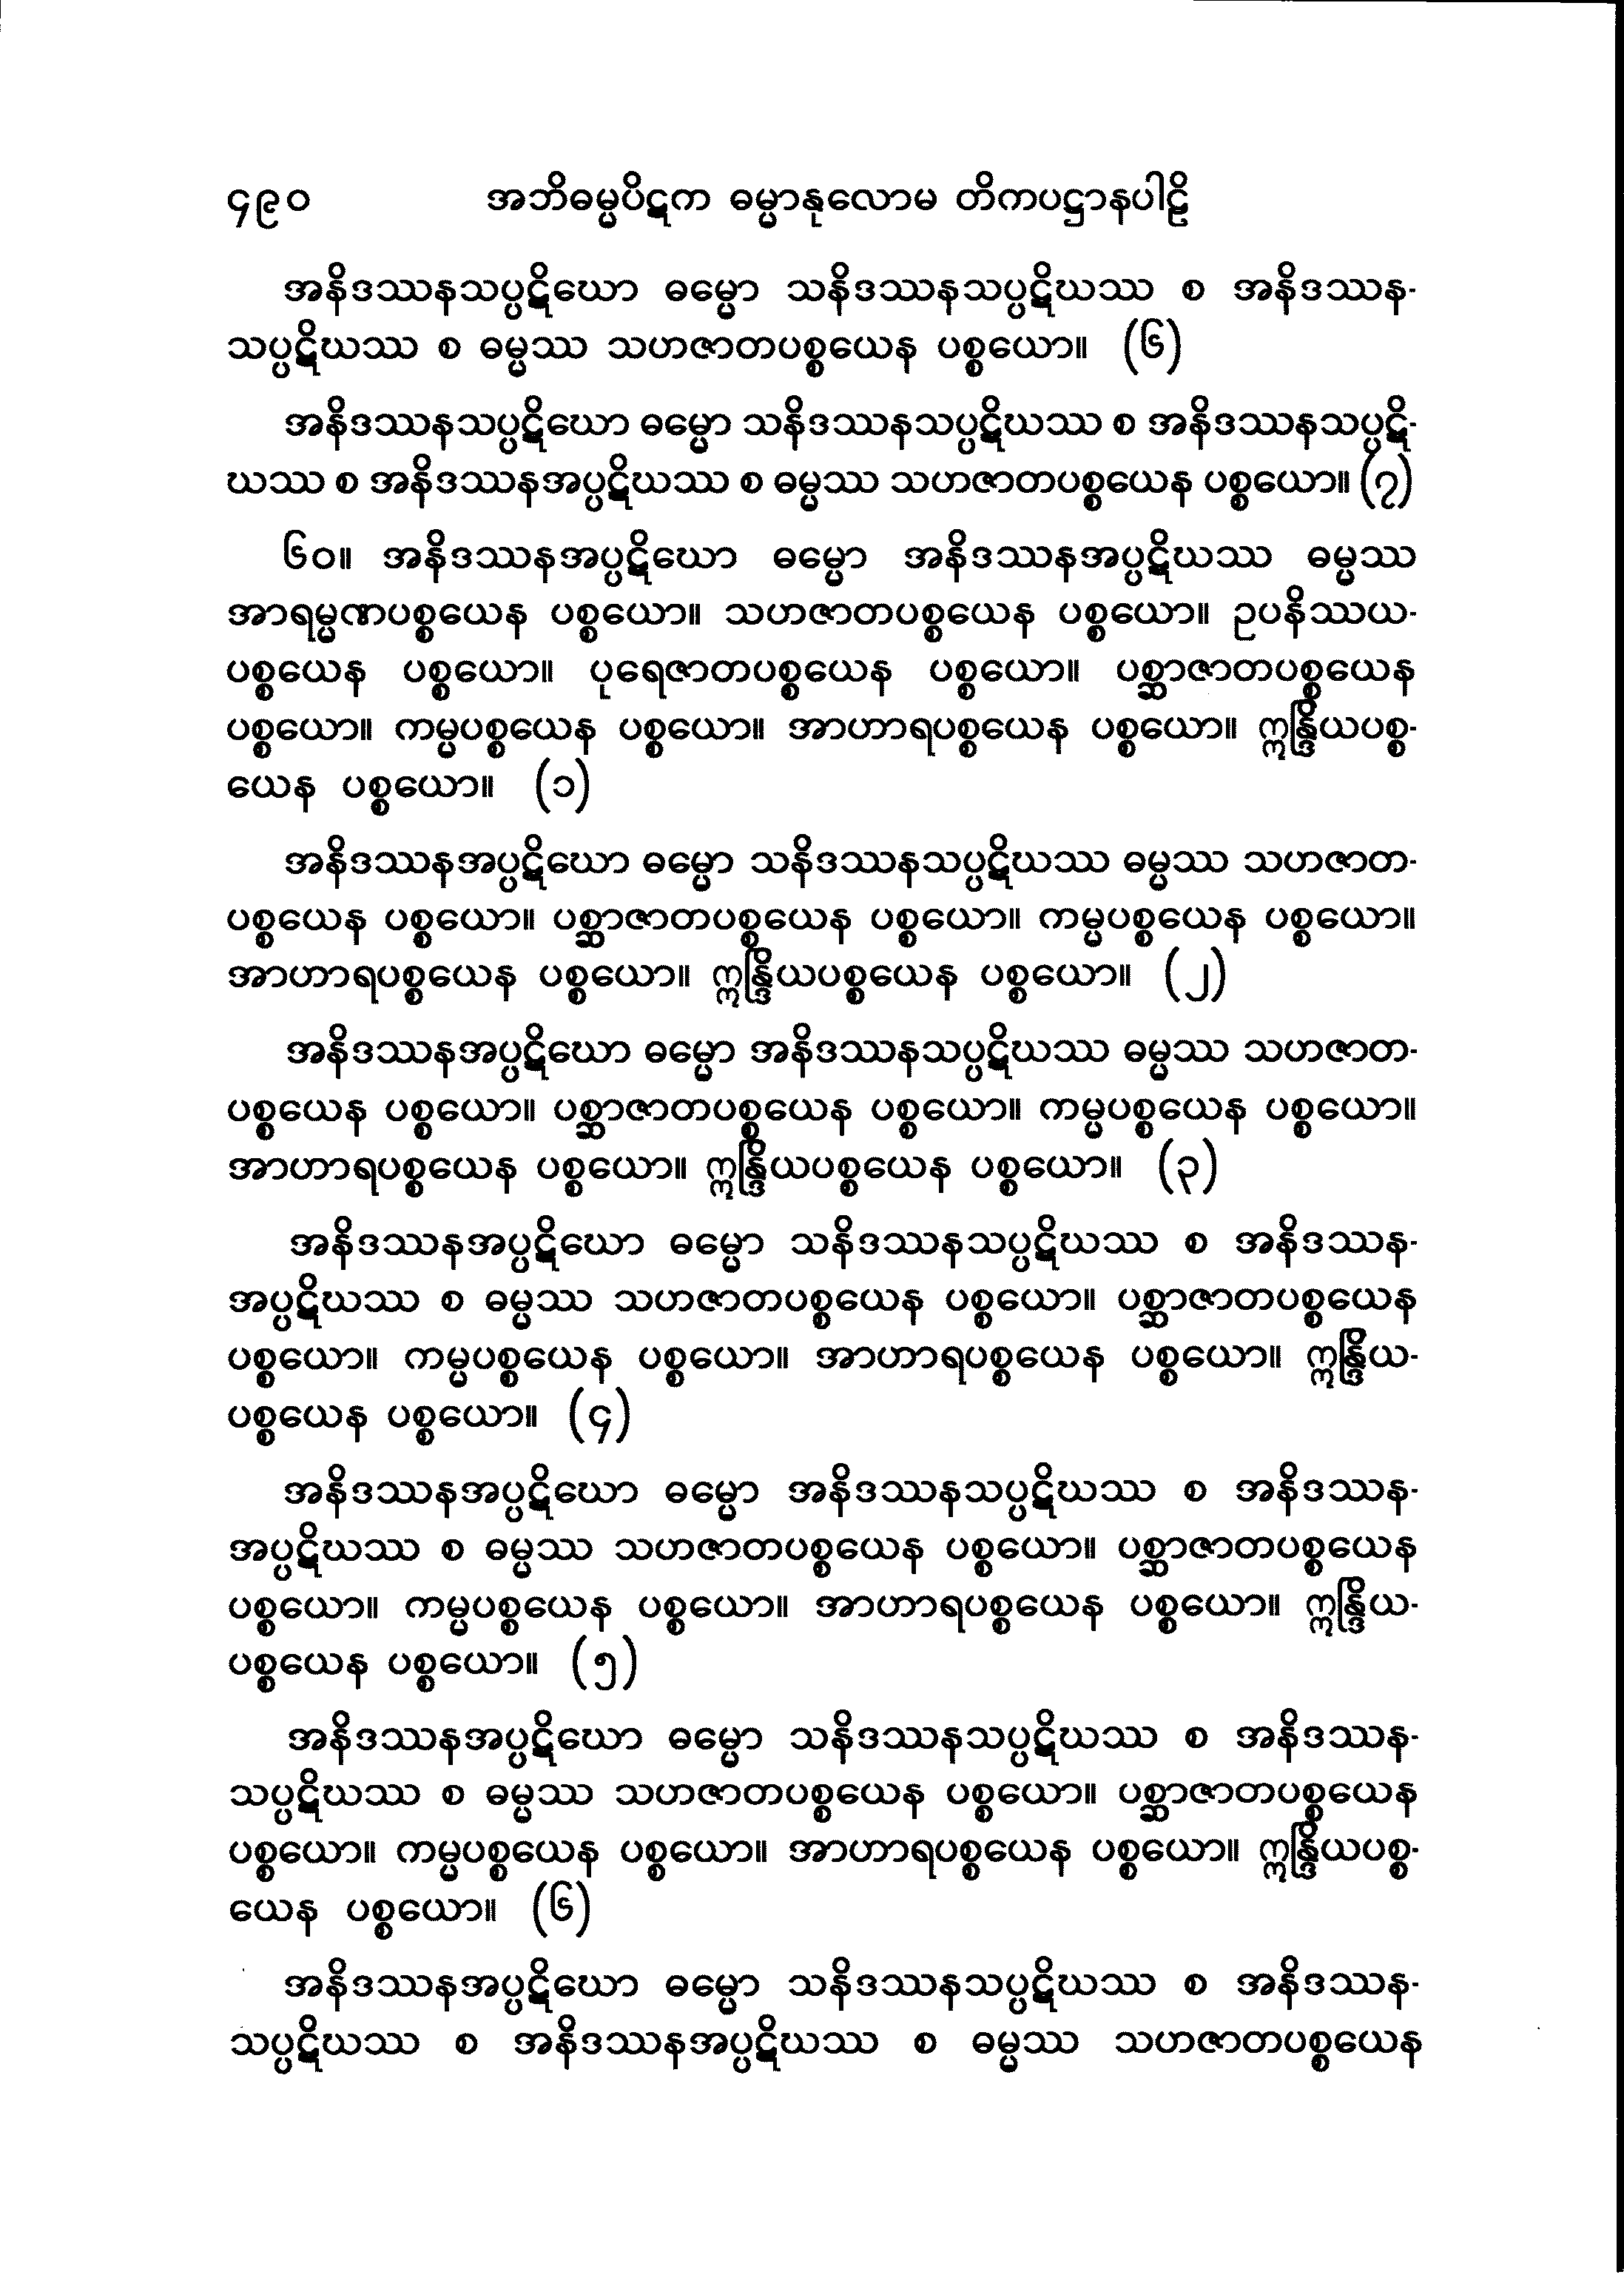 ၄၉၀ အဘိဓမ္မပိဋက ဓမ္မာနုလောမ တိကပဋ္ဌာနပါဠိ
အနိဒဿနသပ္ပဋိဃော ဓမ္မော သနိဒဿနသပ္ပဋိဃဿ စ အနိဒဿန-
သပ္ပဋိဃဿ စ ဓမ္မဿ သဟဇာတပစ္စယေန ပစ္စယော။ (၆)
အနိဒဿနသပ္ပဋိဃော ဓမ္မော သနိဒဿနသပ္ပဋိဃဿ စ အနိဒဿနသပ္ပဋိ-
ဃဿ စ အနိဒဿနအပ္ပဋိဃဿ စ ဓမ္မဿ သဟဇာတပစ္စယေန ပစ္စယော။ (၇)
၆၀။ အနိဒဿနအပ္ပဋိဃော ဓမ္မော အနိဒဿနအပ္ပဋိဃဿ ဓမ္မဿ
အာရမ္မဏပစ္စယေန ပစ္စယော။ သဟဇာတပစ္စယေန ပစ္စယော။ ဥပနိဿယ-
ပစ္စယေန ပစ္စယော။ ပုရေဇာတပစ္စယေန ပစ္စယော။ ပစ္ဆာဇာတပစ္စယေန
ပစ္စယော။ ကမ္မပစ္စယေန ပစ္စယော။ အာဟာရပစ္စယေန ပစ္စယော။ ဣန္ဒြိယပစ္စ-
ယေန ပစ္စယော။ (၁)
အနိဒဿနအပ္ပဋိဃော ဓမ္မော သနိဒဿနသပ္ပဋိဃဿ ဓမ္မဿ သဟဇာတ-
ပစ္စယေန ပစ္စယော။ ပစ္ဆာဇာတပစ္စယေန ပစ္စယော။ ကမ္မပစ္စယေန ပစ္စယော။
အာဟာရပစ္စယေန ပစ္စယော။ ဣန္ဒြိယပစ္စယေန ပစ္စယော။ (၂)
အနိဒဿနအပ္ပဋိဃော ဓမ္မော အနိဒဿနသပ္ပဋိဃဿ ဓမ္မဿ သဟဇာတ-
ပစ္စယေန ပစ္စယော။ ပစ္ဆာဇာတပစ္စယေန ပစ္စယော။ ကမ္မပစ္စယေန ပစ္စယော။
အာဟာရပစ္စယေန ပစ္စယော။ ဣန္ဒြိယပစ္စယေန ပစ္စယော။ (၃)
အနိဒဿနအပ္ပဋိဃော ဓမ္မော သနိဒဿနသပ္ပဋိဃဿ စ အနိဒဿန-
အပ္ပဋိဃဿ စ ဓမ္မဿ သဟဇာတပစ္စယေန ပစ္စယော။ ပစ္ဆာဇာတပစ္စယေန
ပစ္စယော။ ကမ္မပစ္စယေန ပစ္စယော။ အာဟာရပစ္စယေန ပစ္စယော။ ဣန္ဒြိယ-
ပစ္စယေန ပစ္စယော။ (၄)
အနိဒဿနအပ္ပဋိဃော ဓမ္မော အနိဒဿနသပ္ပဋိဃဿ စ အနိဒဿန-
အပ္ပဋိဃဿ စ ဓမ္မဿ သဟဇာတပစ္စယေန ပစ္စယော။ ပစ္ဆာဇာတပစ္စယေန
ပစ္စယော။ ကမ္မပစ္စယေန ပစ္စယော။ အာဟာရပစ္စယေန ပစ္စယော။ ဣန္ဒြိယ-
ပစ္စယေန ပစ္စယော။ (၅)
အနိဒဿနအပ္ပဋိဃော ဓမ္မော သနိဒဿနသပ္ပဋိဃဿ စ အနိဒဿန-
သပ္ပဋိဃဿ စ ဓမ္မဿ သဟဇာတပစ္စယေန ပစ္စယော။ ပစ္ဆာဇာတပစ္စယေန
ပစ္စယော။ ကမ္မပစ္စယေန ပစ္စယော။ အာဟာရပစ္စယေန ပစ္စယော။ ဣန္ဒြိယပစ္စ-
ယေန ပစ္စယော။ (၆)
အနိဒဿနအပ္ပဋိဃော ဓမ္မော သနိဒဿနသပ္ပဋိဃဿ စ အနိဒဿန-
သပ္ပဋိဃဿ စ အနိဒဿနအပ္ပဋိဃဿ စ ဓမ္မဿ သဟဇာတပစ္စယေန